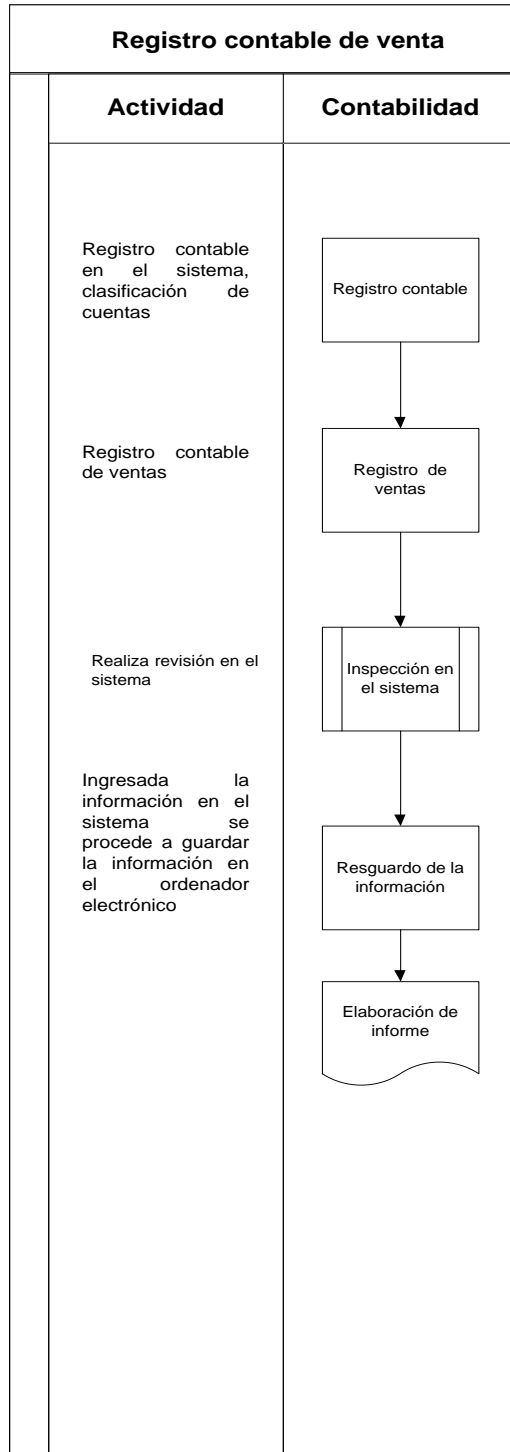 Registro contable de venta
Actividad
Contabilidad
Registro contable
en el sistema,
clasificación de
cuentas
Registro contable
Registro contable
de ventas
Registro de
ventas
Realiza revisión en el
sistema
Inspección en
el sistema
Ingresada la
información en el
sistema se
procede a guardar
la información en
el ordenador
electrónico
Resguardo de la
información
Elaboración de
informe